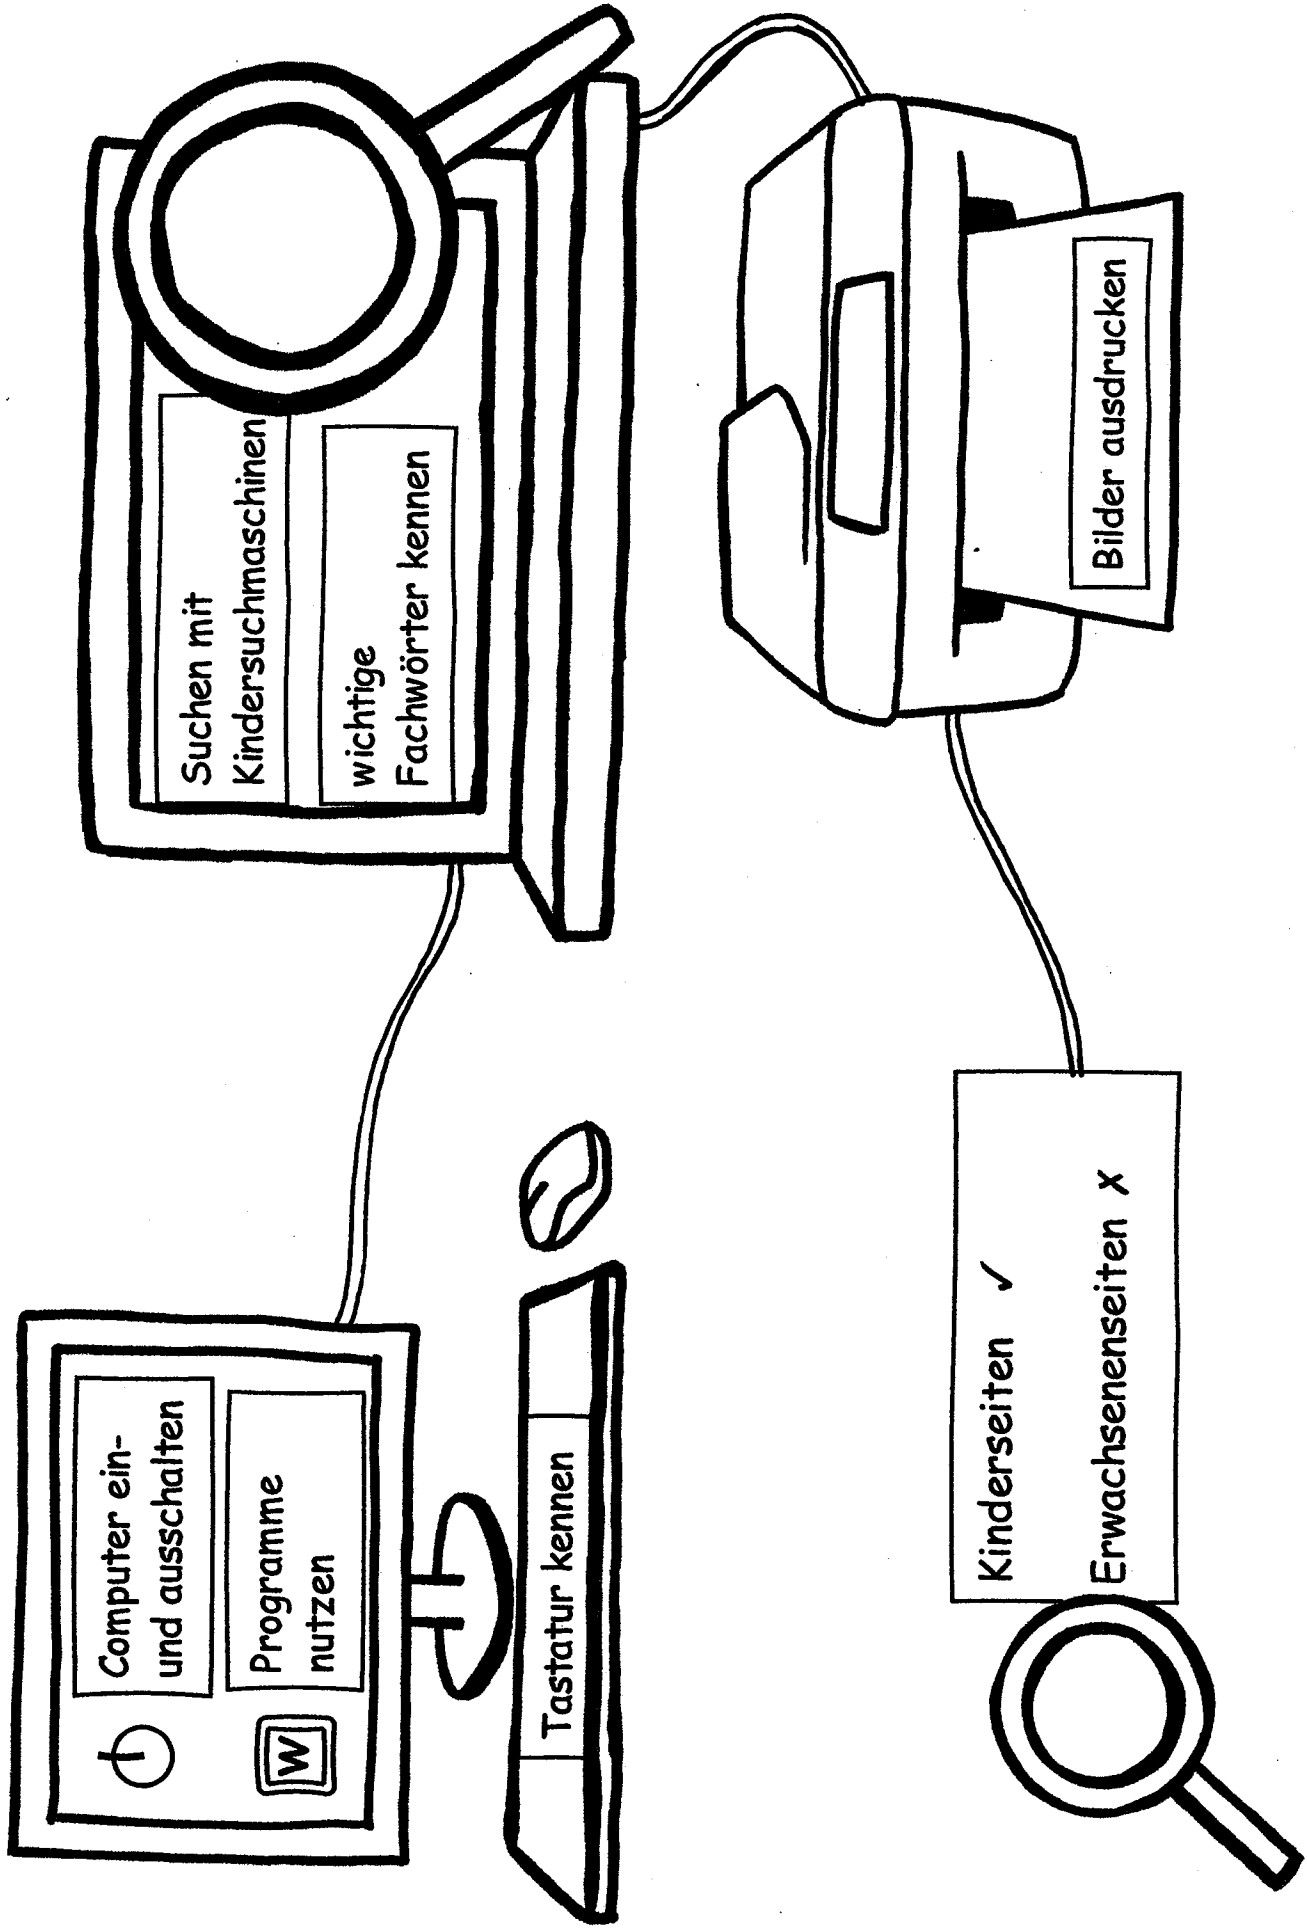 Computer ein-
und ausschalten
W
Programme
nutzen
Tastatur kennen
Suchen mit
Kindersuchmaschinen
wichtige
Fachwörter kennen
Kinderseiten ✓
Erwachsenenseiten X
Bilder ausdrucken